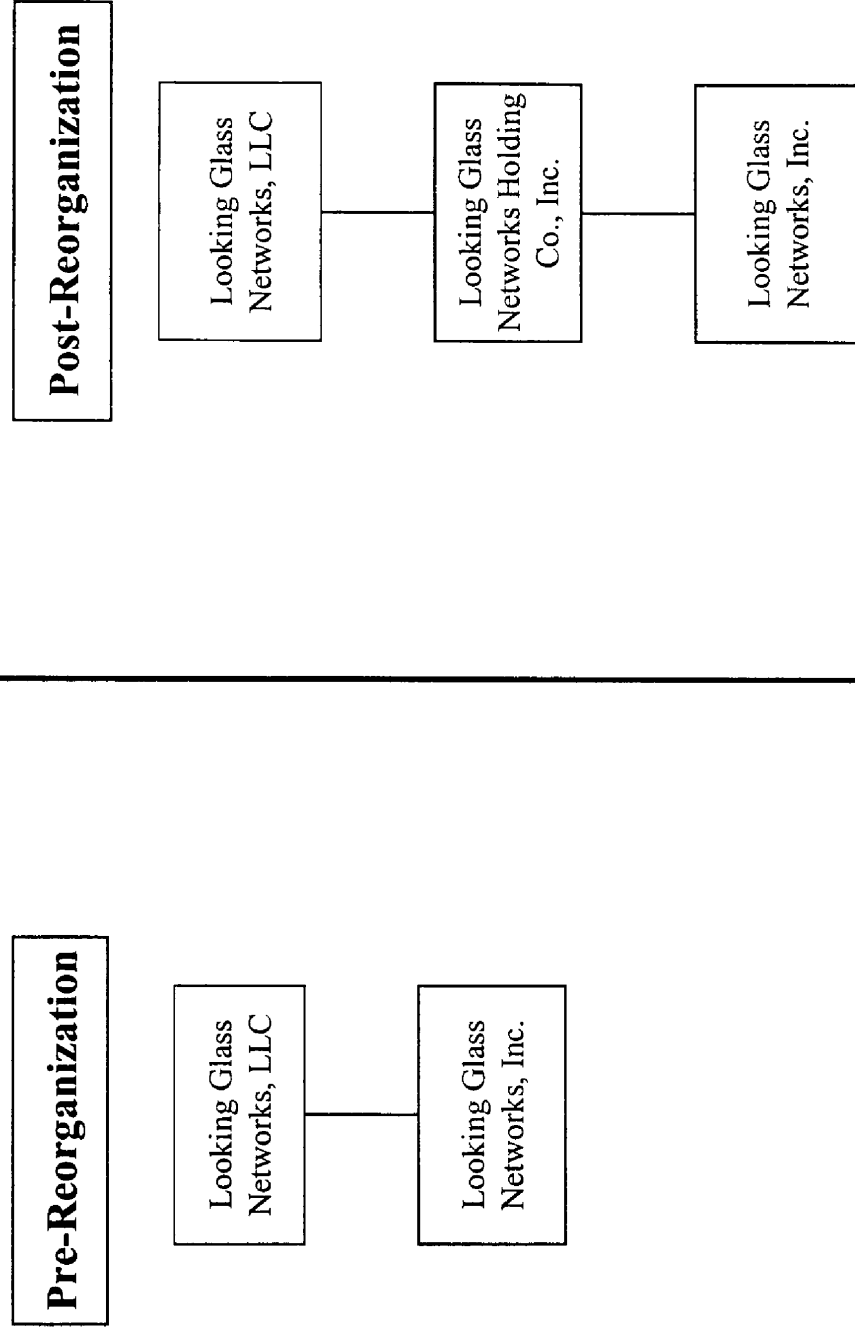 Pre-Reorganization
Looking Glass
Networks, LLC
Looking Glass
Networks, Inc.
Post-Reorganization
Looking Glass
Networks, LLC
Looking Glass
Networks Holding
Co., Inc.
Looking Glass
Networks, Inc.